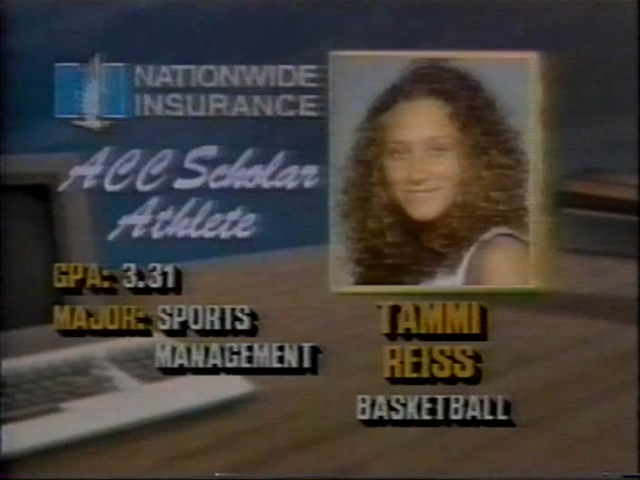 NATIONWIDE
INSURANCE
ACC Scholar
Athlete
GPA: 3.31
MAJOR: SPORTS
MANAGEMENT
TAMMI
REISS
BASKETBALL